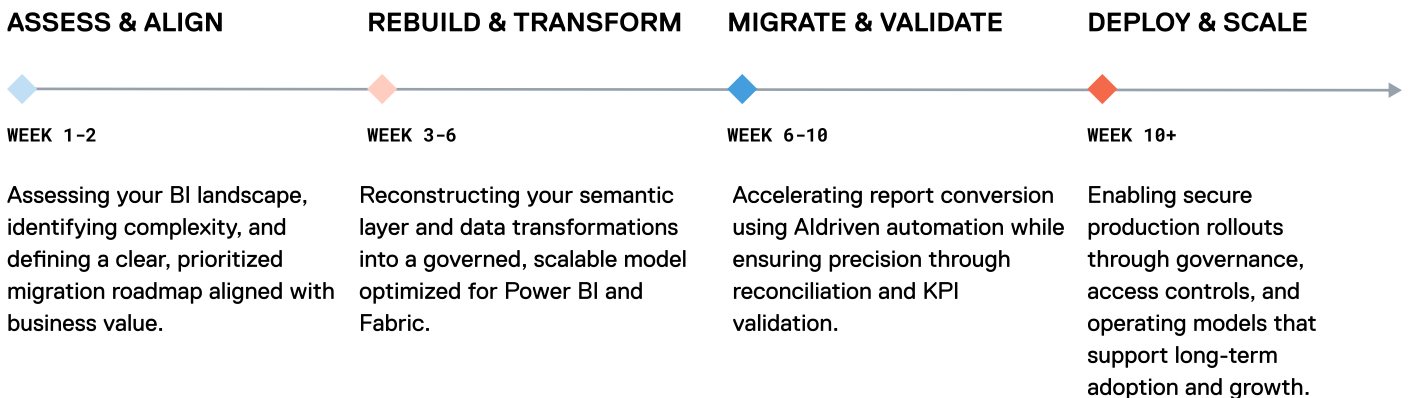 ASSESS & ALIGN
REBUILD & TRANSFORM
MIGRATE & VALIDATE
DEPLOY & SCALE
WEEK 1-2
WEEK 3-6
WEEK 6-10
WEEK 10+
Assessing your BI landscape,
identifying complexity, and
defining a clear, prioritized
migration roadmap aligned with
business value.
Reconstructing your semantic
layer and data transformations
into a governed, scalable model
optimized for Power BI and
Fabric.
Accelerating report conversion
using AIdriven automation while
ensuring precision through
reconciliation and KPI
validation.
Enabling secure
production rollouts
through governance,
access controls, and
operating models that
support long-term
adoption and growth.